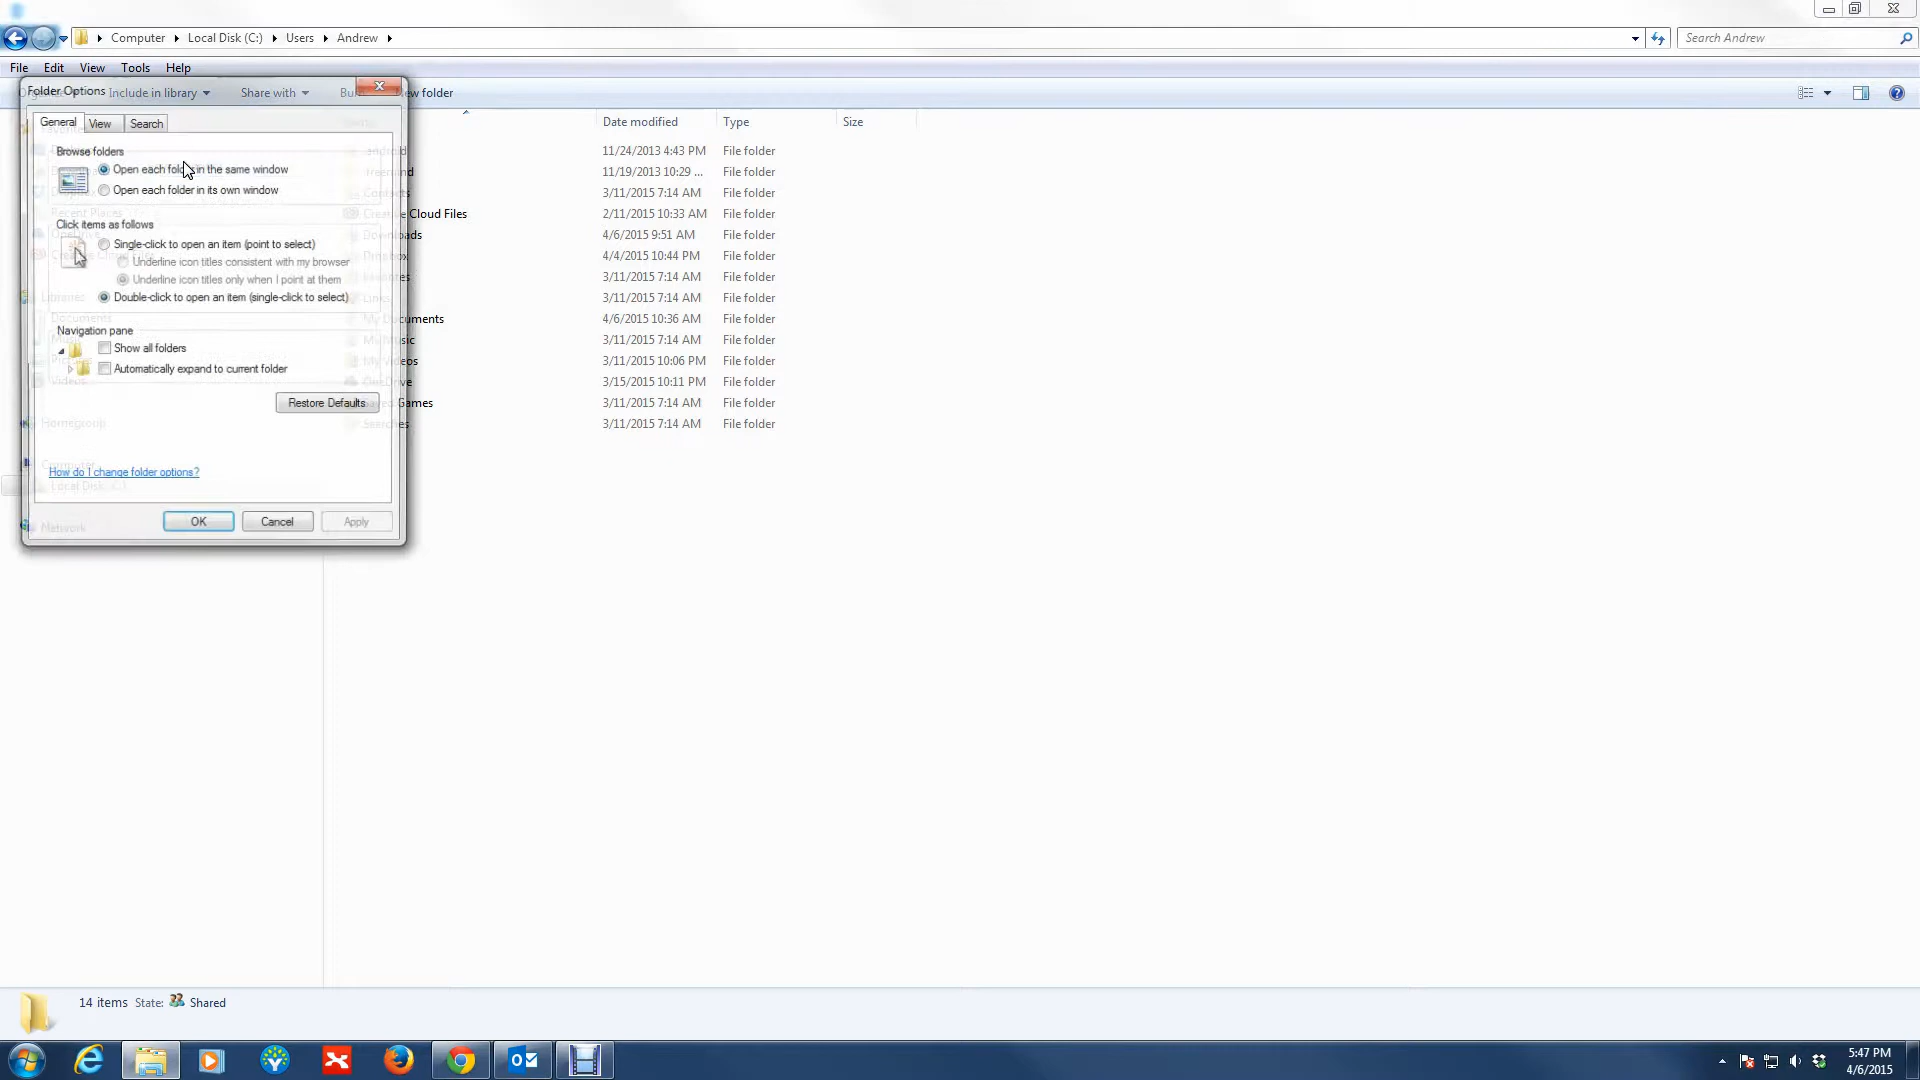 Computer Local Disk (C:) Users Andrew
Search Andrew
File Edit View Tools Help
Folder Options
Include in library Share with New folder
General View Search
Date modified Type Size
Browse folders
Open each folder in the same window
Open each folder in its own window
Click items as follows
Single-click to open an item (point to select)
Underline icon titles consistent with my browser
Underline icon titles only when I point at them
Double-click to open an item (single-click to select)
Navigation pane
Show all folders
Automatically expand to current folder
Restore Defaults
How do I change folder options?
OK Cancel Apply
Recent Places
Documents
Videos
Homegroup
Computer
Local Disk (C:)
Network
11/24/2013 4:43 PM File folder
11/19/2013 10:29 ... File folder
Contacts 3/11/2015 7:14 AM File folder
Creative Cloud Files 2/11/2015 10:33 AM File folder
Downloads 4/6/2015 9:51 AM File folder
Dropbox 4/4/2015 10:44 PM File folder
Favorites 3/11/2015 7:14 AM File folder
Links 3/11/2015 7:14 AM File folder
My Documents 4/6/2015 10:36 AM File folder
My Music 3/11/2015 7:14 AM File folder
My Videos 3/11/2015 10:06 PM File folder
OneDrive 3/15/2015 10:11 PM File folder
Saved Games 3/11/2015 7:14 AM File folder
Searches 3/11/2015 7:14 AM File folder
14 items State: Shared
5:47 PM
4/6/2015